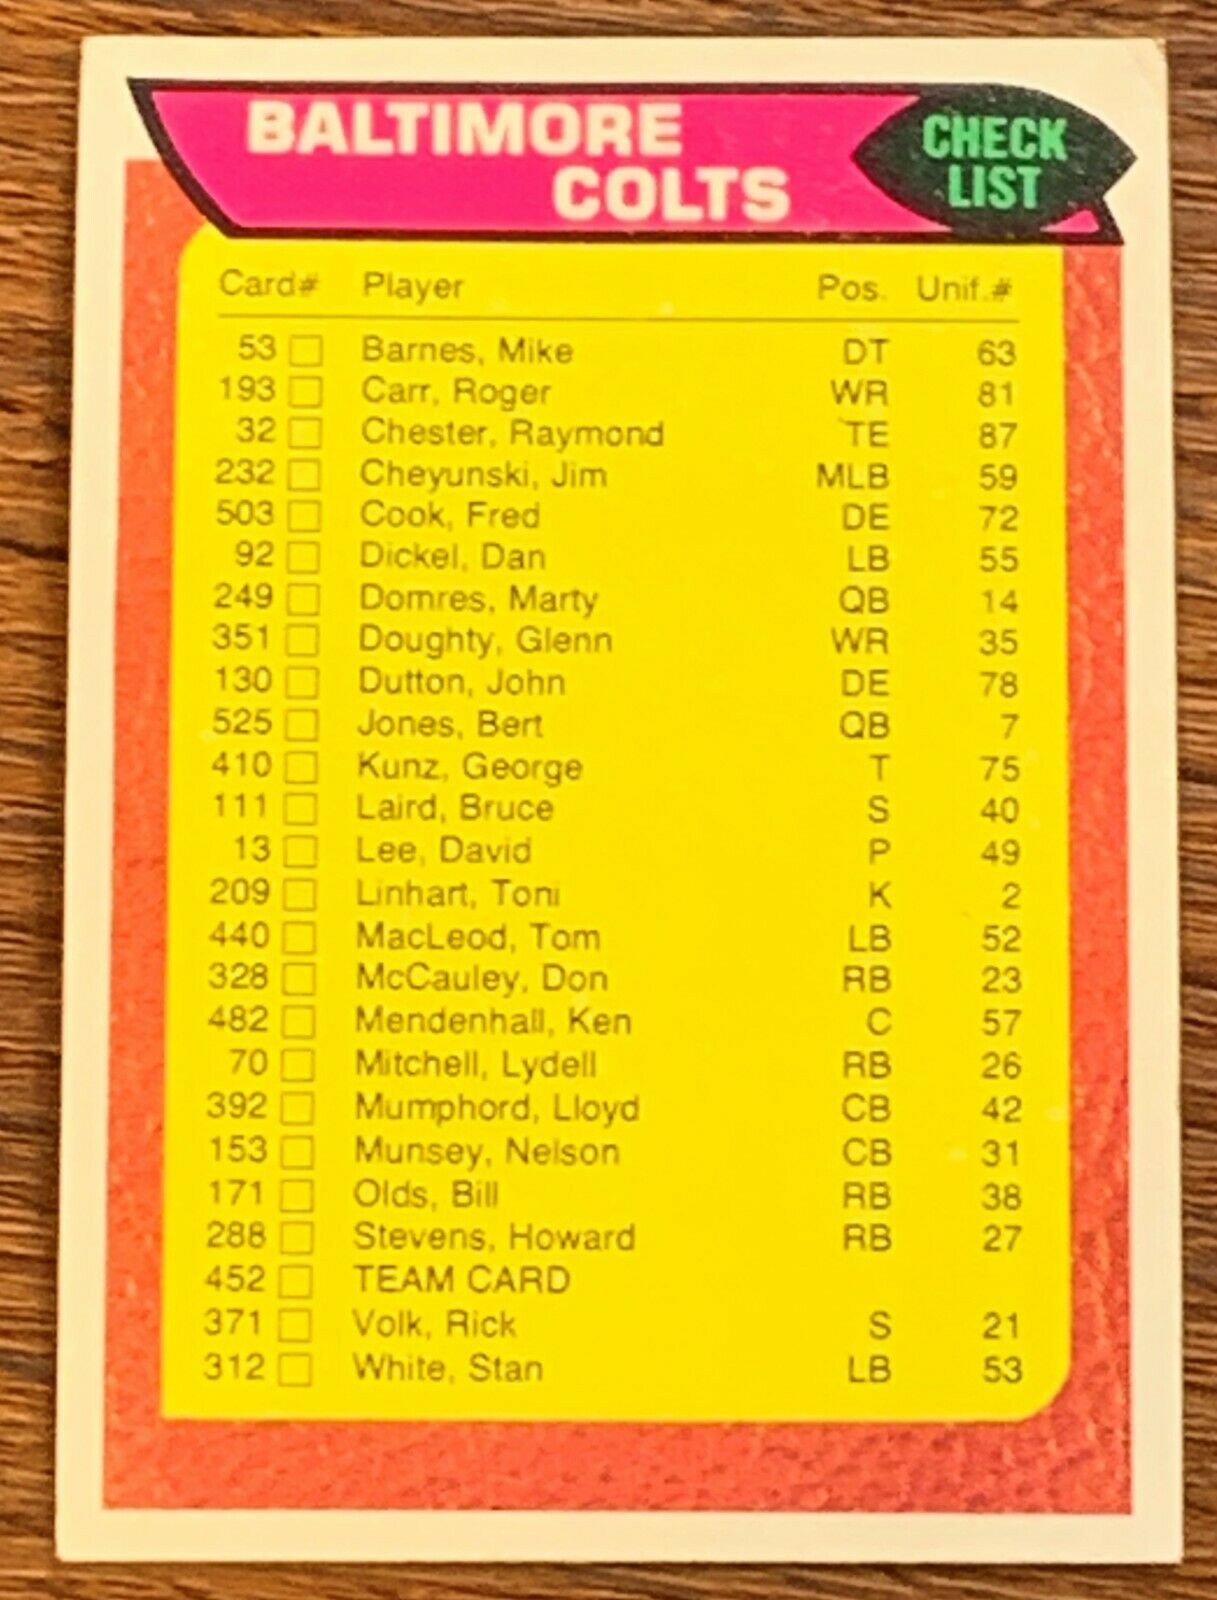 BALTIMORE
COLTS
CHECK
LIST
Card# Player Pos. Unif.#
53 Barnes, Mike DT 63
193 Carr, Roger WR 81
32 Chester, Raymond TE 87
232 Cheyunski, Jim MLB 59
503 Cook, Fred DE 72
92 Dickel, Dan LB 55
249 Domres, Marty QB 14
351 Doughty, Glenn WR 35
130 Dutton, John DE 78
525 Jones, Bert QB 7
410 Kunz, George T 75
111 Laird, Bruce S 40
13 Lee, David P 49
209 Linhart, Toni K 2
440 MacLeod, Tom LB 52
328 McCauley, Don RB 23
482 Mendenhall, Ken C 57
70 Mitchell, Lydell RB 26
392 Mumphord, Lloyd CB 42
153 Munsey, Nelson CB 31
171 Olds, Bill RB 38
288 Stevens, Howard RB 27
452 TEAM CARD
371 Volk, Rick S 21
312 White, Stan LB 53